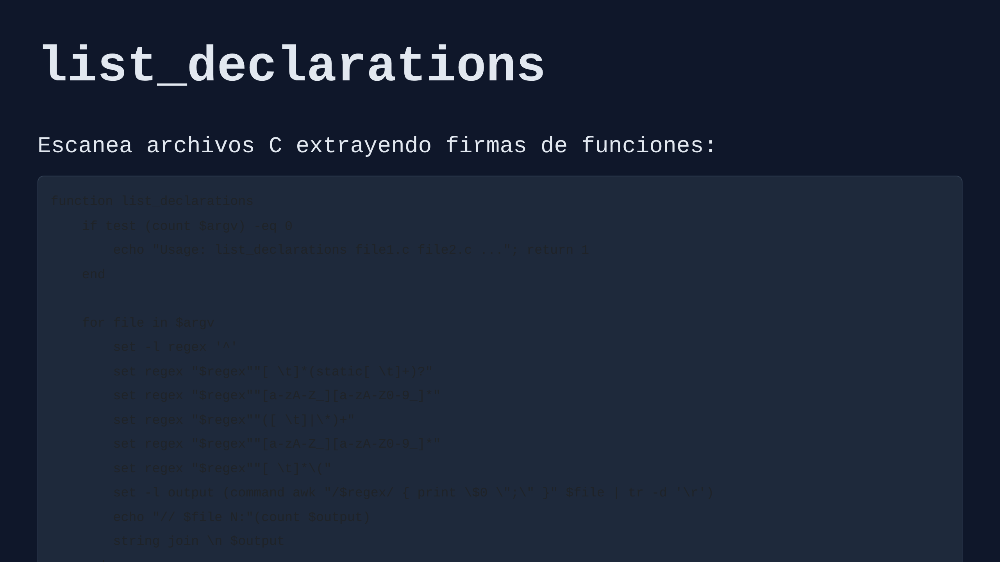 list_declarations
Escanea archivos C extrayendo firmas de funciones:
function list_declarations
    if test (count $argv) -eq 0
        echo "Usage: list_declarations file1.c file2.c ..."; return 1
    end

    for file in $argv
        set -l regex '^'
        set regex "$regex""[ \t]*(static[ \t]+)?"
        set regex "$regex""[a-zA-Z_][a-zA-Z0-9_]*"
        set regex "$regex""([ \t]|\*)+"
        set regex "$regex""[a-zA-Z_][a-zA-Z0-9_]*"
        set regex "$regex""[ \t]*\("
        set -l output (command awk "/$regex/ { print \$0 \";\" }" $file | tr -d '\r')
        echo "// $file N:"(count $output)
        string join \n $output